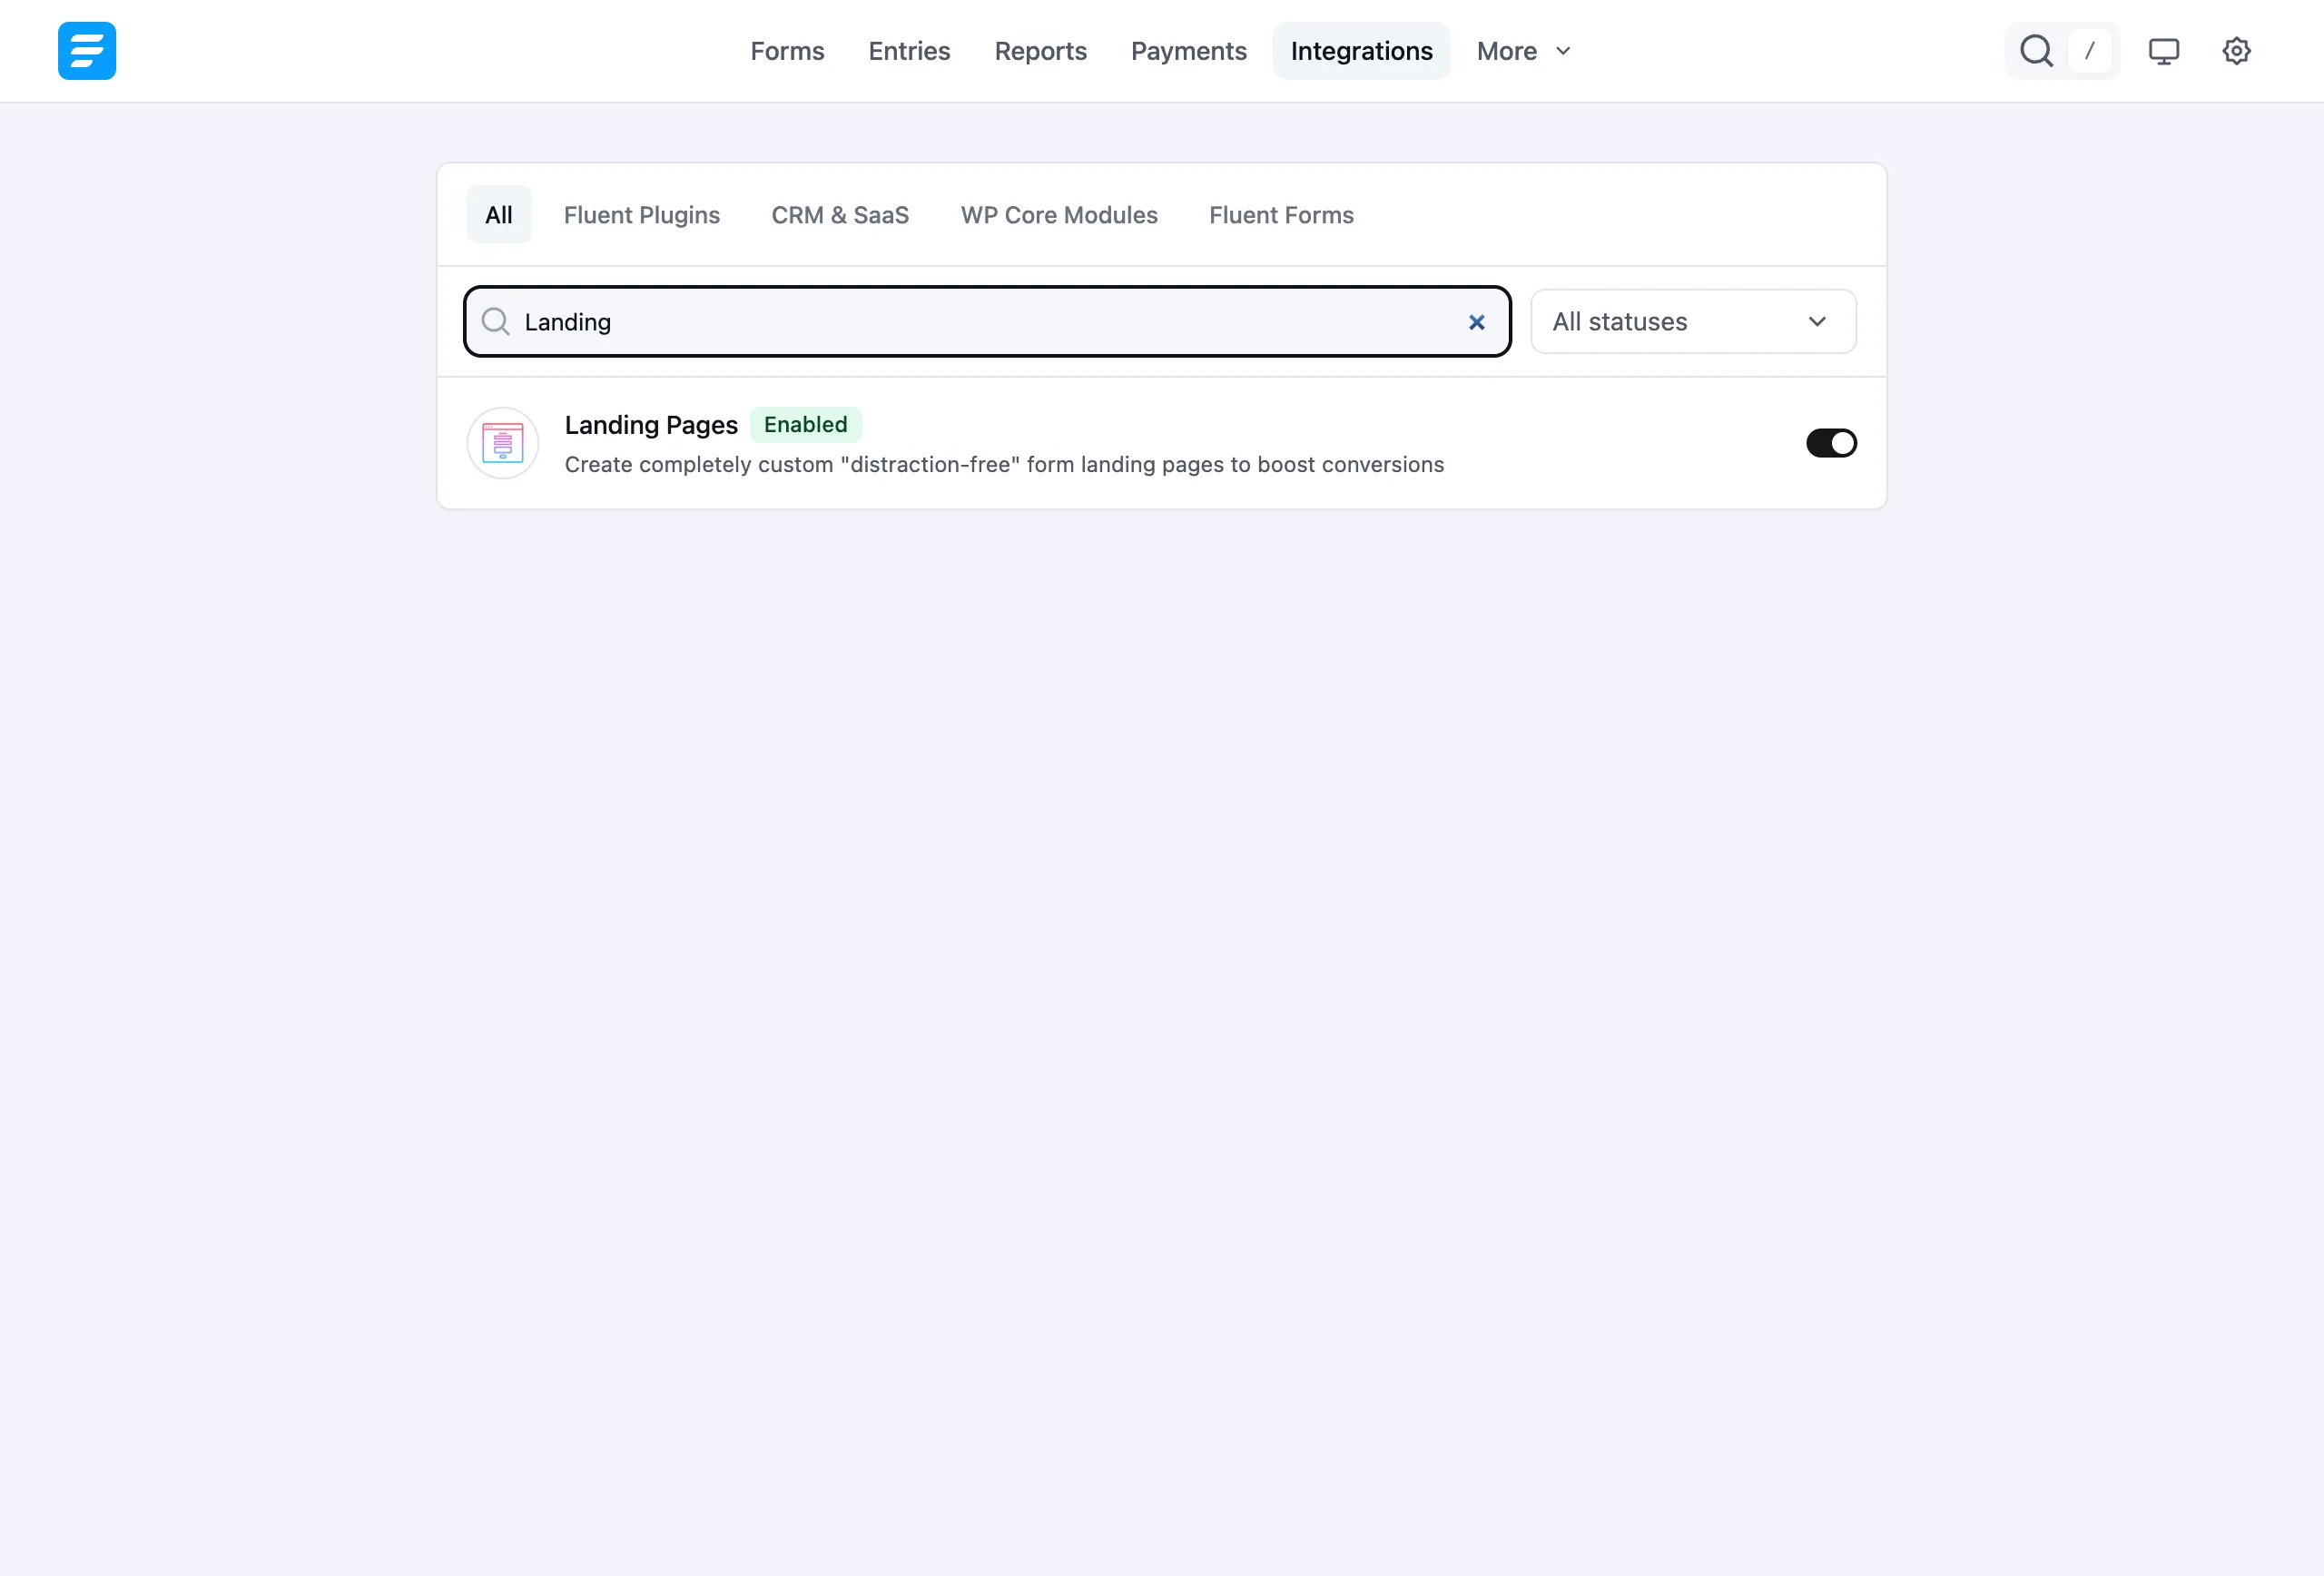 Forms Entries Reports Payments Integrations More /
All Fluent Plugins CRM & SaaS WP Core Modules Fluent Forms
Landing All statuses
Landing Pages Enabled
Create completely custom "distraction-free" form landing pages to boost conversions